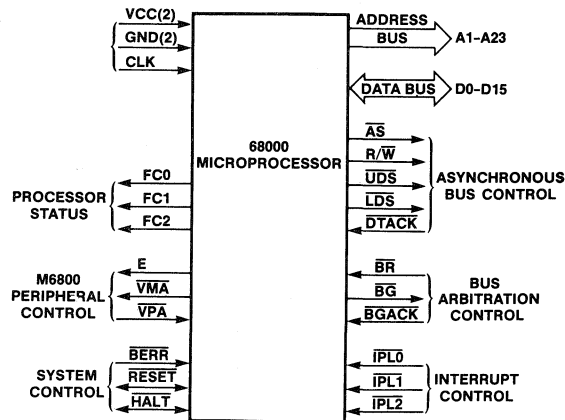 VCC(2)
GND(2)
CLK
ADDRESS
BUS
A1-A23
DATA BUS
D0-D15
68000
MICROPROCESSOR
AS
R/W
UDS
LDS
DTACK
ASYNCHRONOUS
BUS CONTROL
FC0
FC1
FC2
PROCESSOR
STATUS
E
VMA
VPA
M6800
PERIPHERAL
CONTROL
BR
BG
BGACK
BUS
ARBITRATION
CONTROL
BERR
RESET
HALT
SYSTEM
CONTROL
IPL0
IPL1
IPL2
INTERRUPT
CONTROL